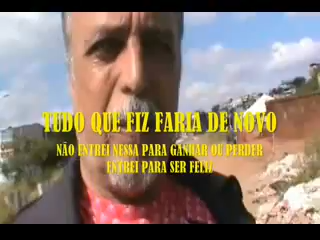 TUDO QUE FIZ FARIA DE NOVO
NÃO ENTREI NESSA PARA GANHAR OU PERDER
ENTREI PARA SER FELIZ